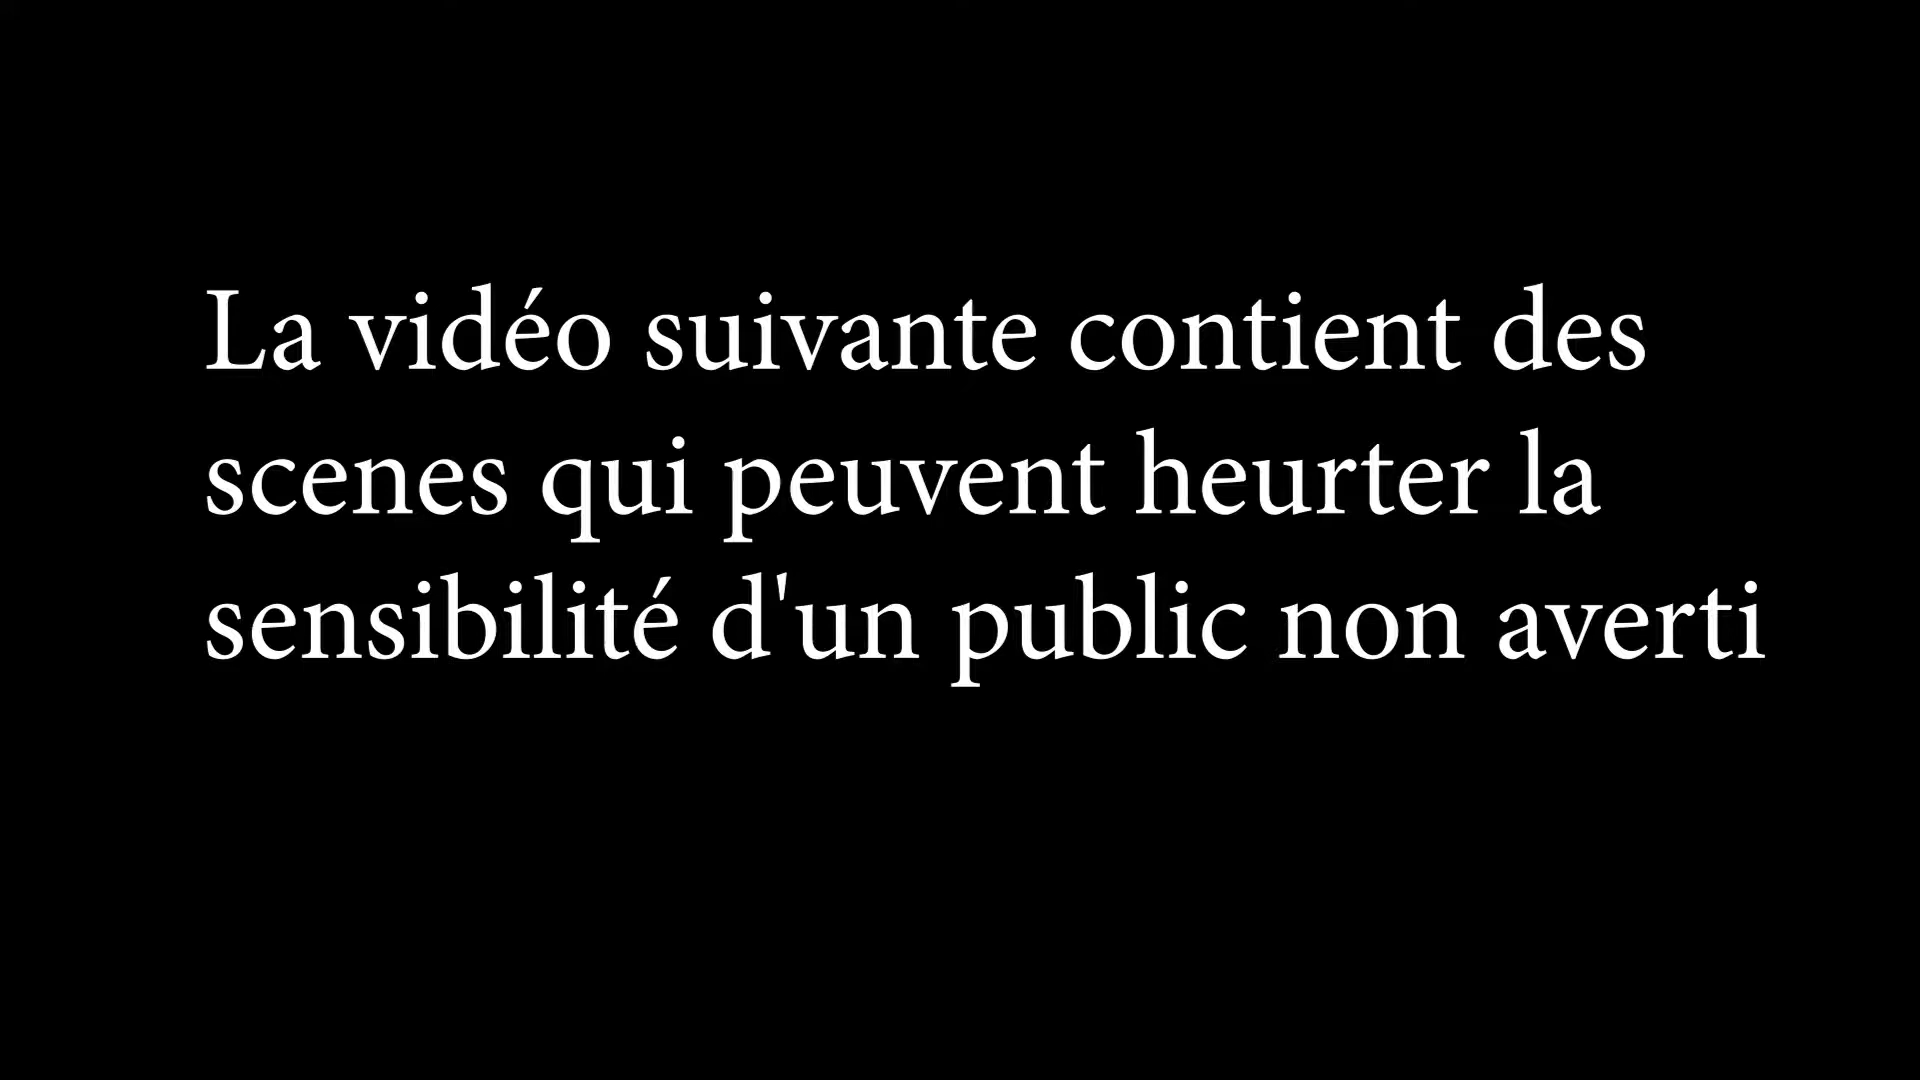 La vidéo suivante contient des
scenes qui peuvent heurter la
sensibilité d'un public non averti